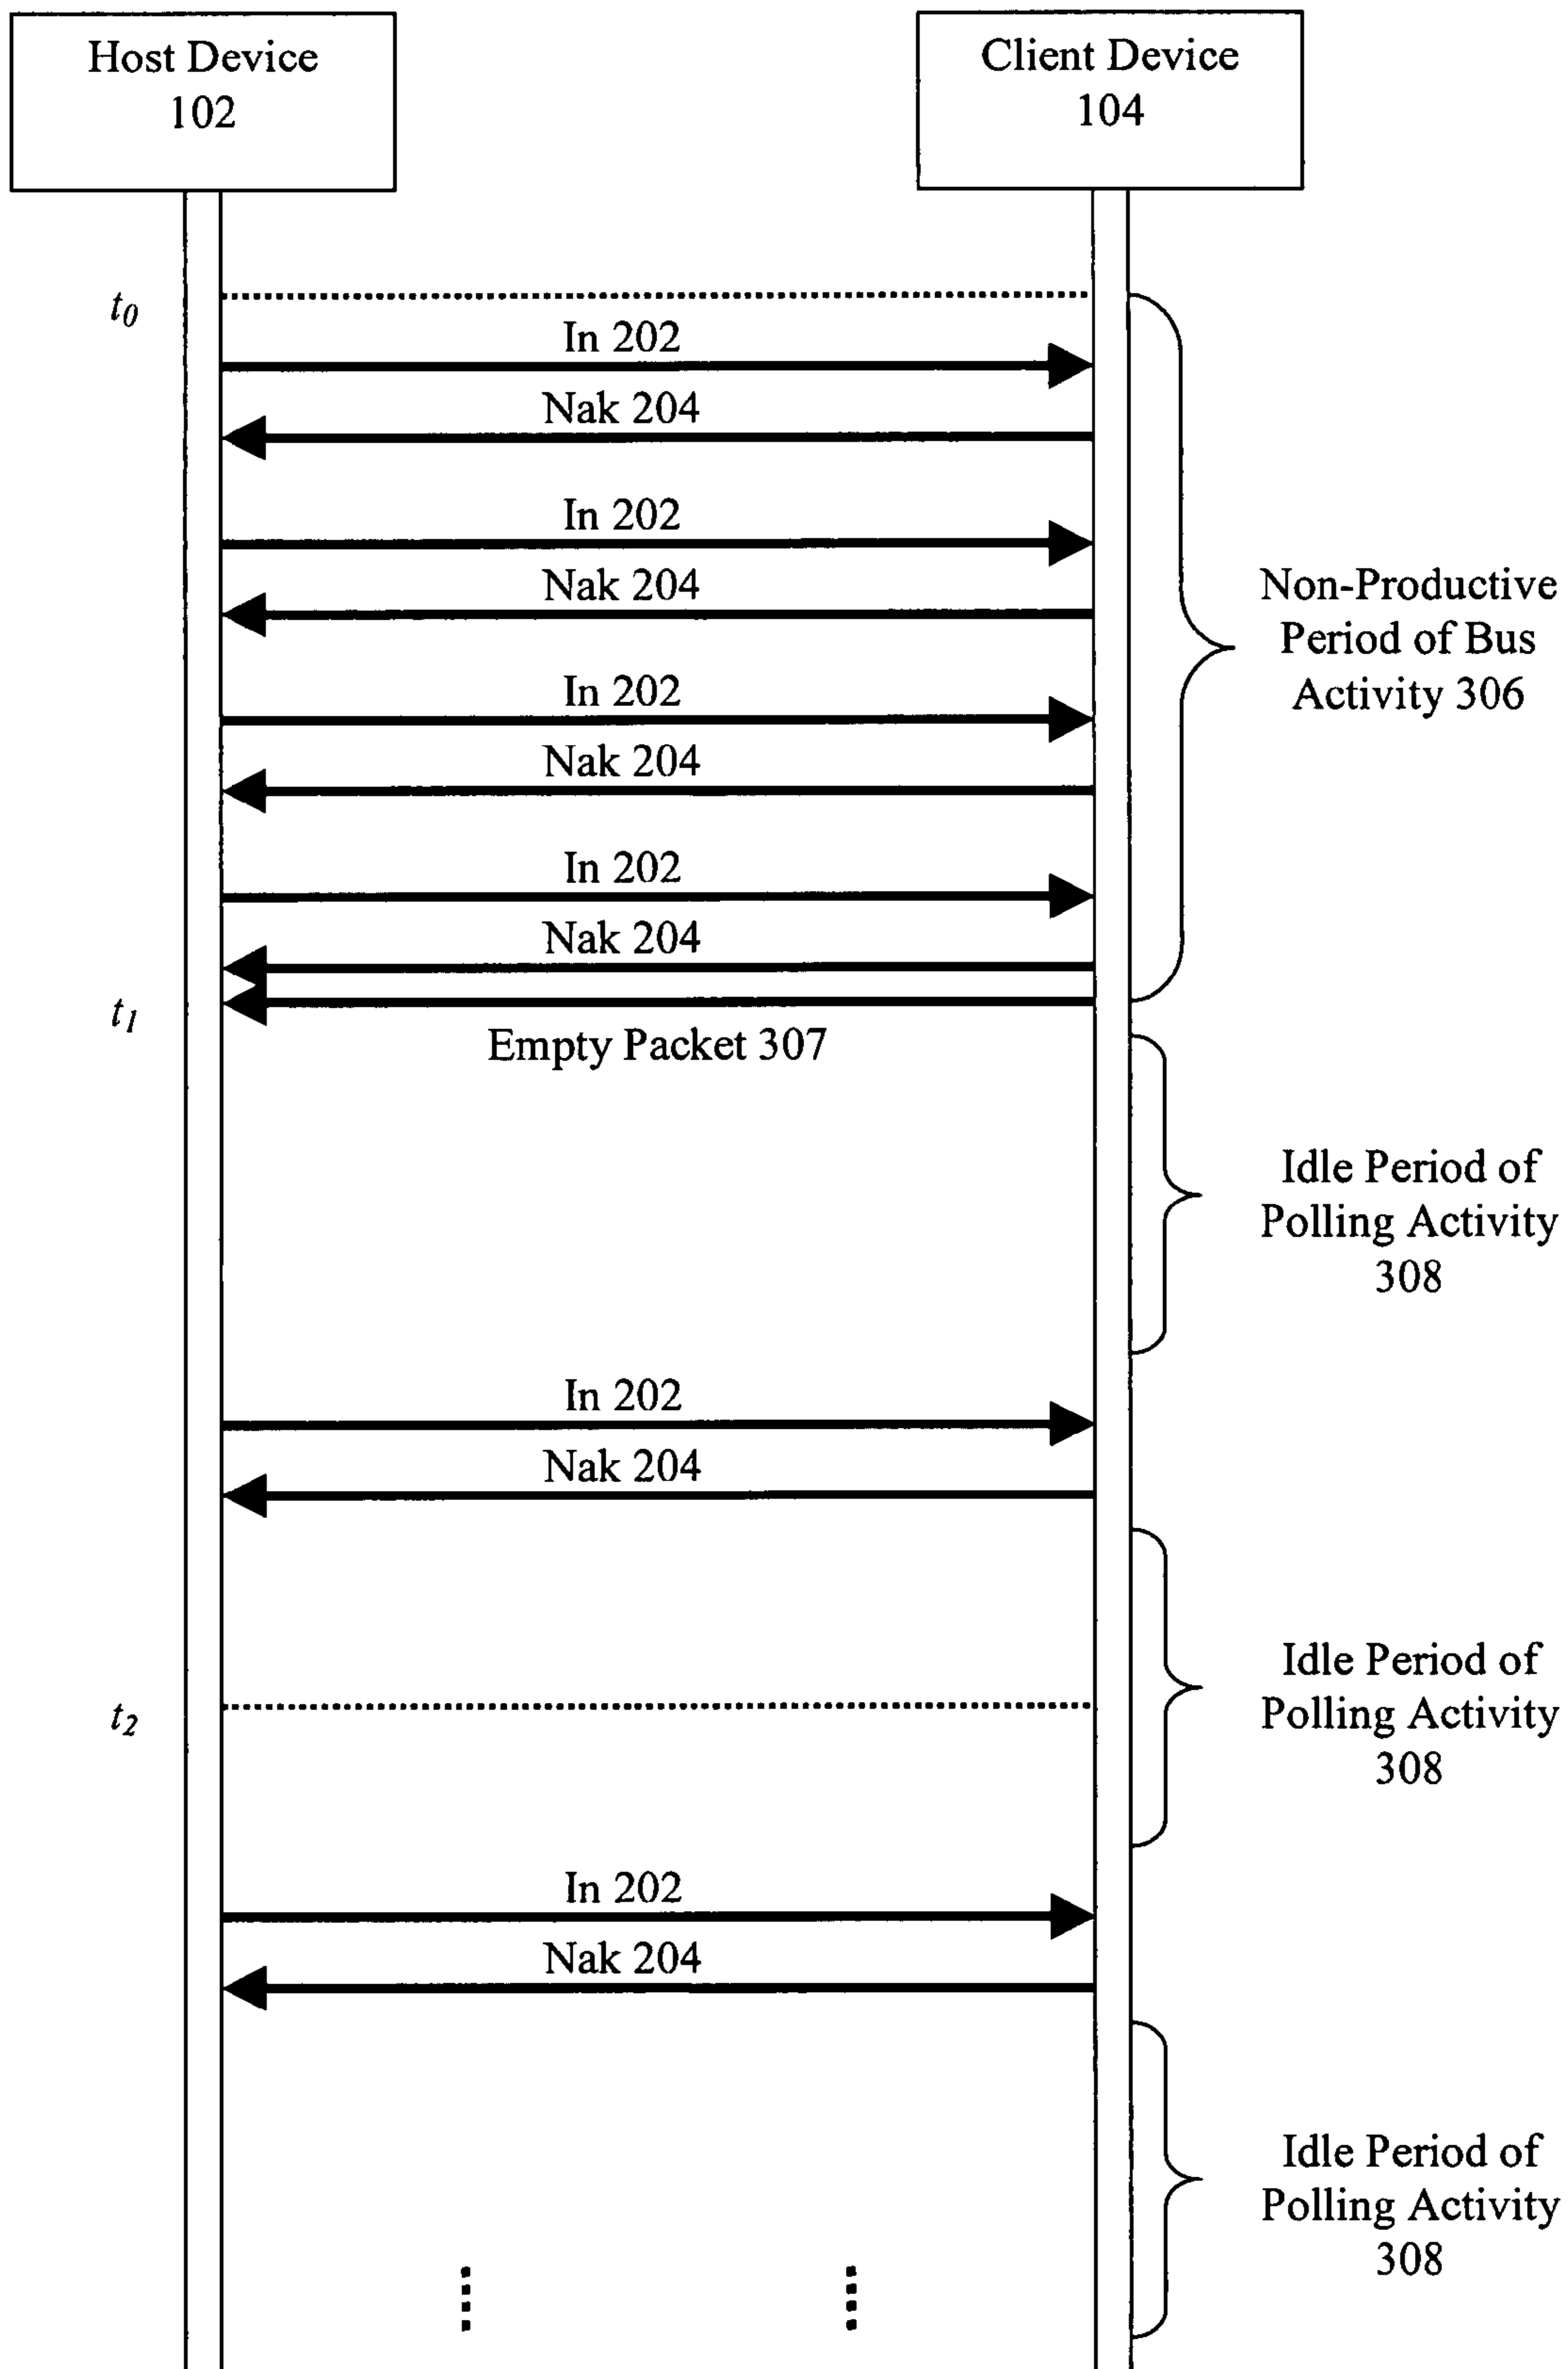 Host Device
102
Client Device
104
t0
In 202
Nak 204
In 202
Nak 204
Non-Productive
Period of Bus
Activity 306
In 202
Nak 204
In 202
Nak 204
t1
Empty Packet 307
Idle Period of
Polling Activity
308
In 202
Nak 204
Idle Period of
Polling Activity
308
t2
In 202
Nak 204
Idle Period of
Polling Activity
308